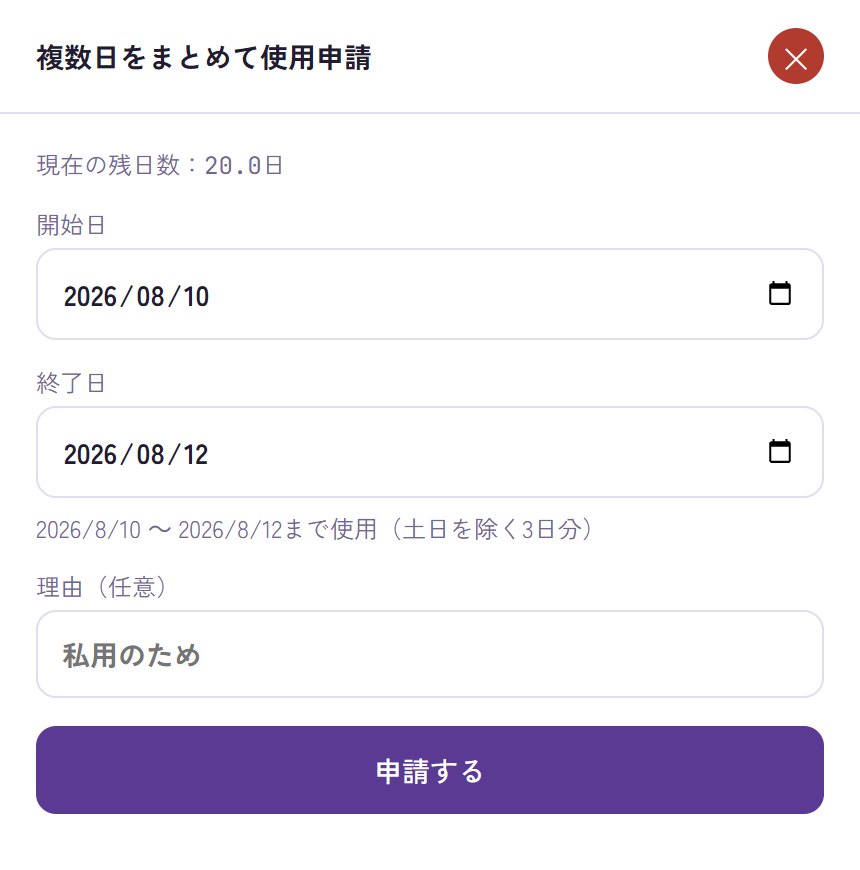 複数日をまとめて使用申請
現在の残日数：20.0日
開始日
2026/08/10
終了日
2026/08/12
2026/8/10 〜 2026/8/12まで使用（土日を除く3日分）
理由（任意）
私用のため
申請する